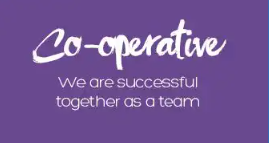 Co-operative
We are successful
together as a team